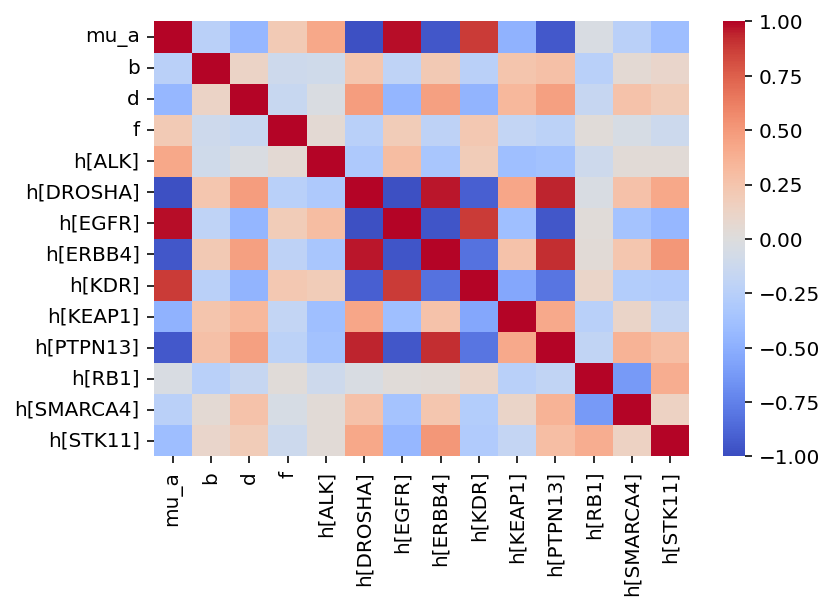 mu_a
b
d
f
h[ALK]
h[DROSHA]
h[EGFR]
h[ERBB4]
h[KDR]
h[KEAP1]
h[PTPN13]
h[RB1]
h[SMARCA4]
h[STK11]
mu_a
b
d
f
h[ALK]
h[DROSHA]
h[EGFR]
h[ERBB4]
h[KDR]
h[KEAP1]
h[PTPN13]
h[RB1]
h[SMARCA4]
h[STK11]
1.00
0.75
0.50
0.25
0.00
−0.25
−0.50
−0.75
−1.00